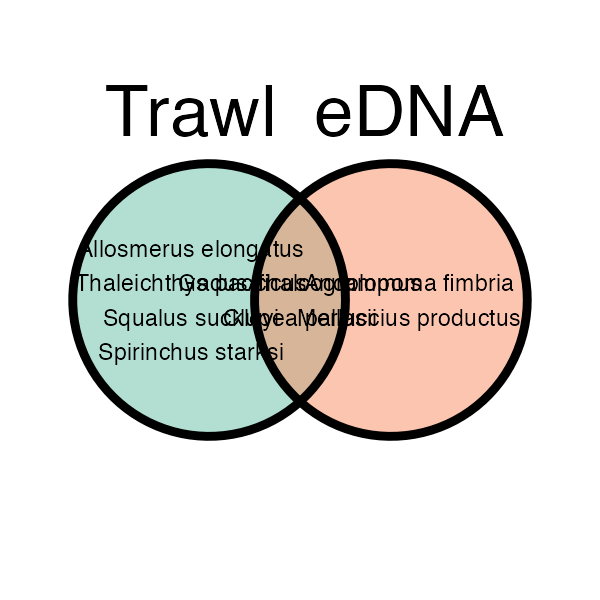 Trawl eDNA
Allosmerus elongatus
Thaleichthys pacificus Gadus chalcogrammus Anoplopoma fimbria
Squalus suckleyi Clupea pallasii Merluccius productus
Spirinchus starksi